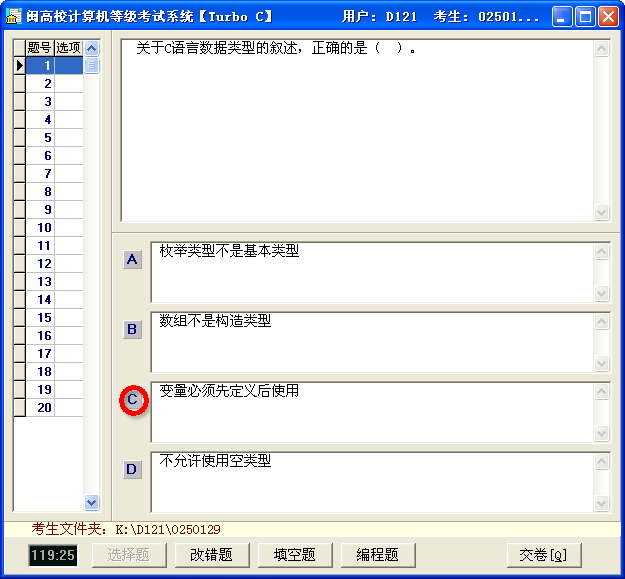 闽高校计算机等级考试系统【Turbo C】 用户: D121 考生: 02501...
题号 选项
1
2
3
4
5
6
7
8
9
10
11
12
13
14
15
16
17
18
19
20
关于C语言数据类型的叙述，正确的是（ ）。
A 枚举类型不是基本类型
B 数组不是构造类型
C 变量必须先定义后使用
D 不允许使用空类型
考生文件夹: K:\D121\0250129
119:25 选择题 改错题 填空题 编程题 交卷[Q]